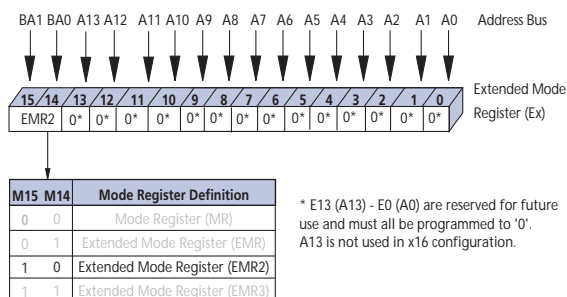 BA1 BA0 A13 A12 A11 A10 A9 A8 A7 A6 A5 A4 A3 A2 A1 A0 Address Bus
15 14 13 12 11 10 9 8 7 6 5 4 3 2 1 0
Extended Mode
Register (Ex)
EMR2 0* 0* 0* 0* 0* 0* 0* 0* 0* 0* 0* 0* 0* 0*
M15 M14 Mode Register Definition
0 0 Mode Register (MR)
0 1 Extended Mode Register (EMR)
1 0 Extended Mode Register (EMR2)
1 1 Extended Mode Register (EMR3)
* E13 (A13) - E0 (A0) are reserved for future
use and must all be programmed to '0'.
A13 is not used in x16 configuration.